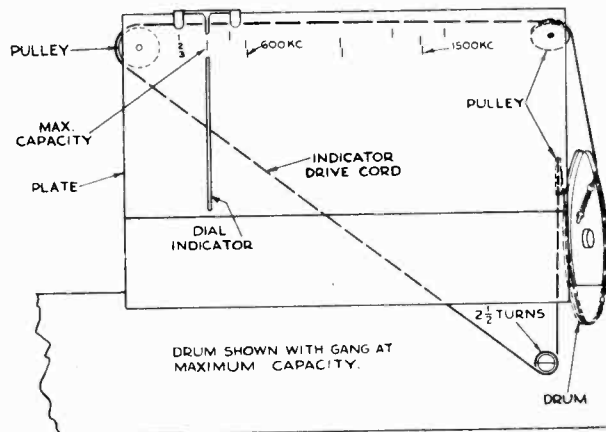 PULLEY
1
2
3
600KC
1500KC
MAX.
CAPACITY
PULLEY
PLATE
INDICATOR
DRIVE CORD
DIAL
INDICATOR
2 1/2 TURNS
DRUM SHOWN WITH GANG AT
MAXIMUM CAPACITY.
DRUM